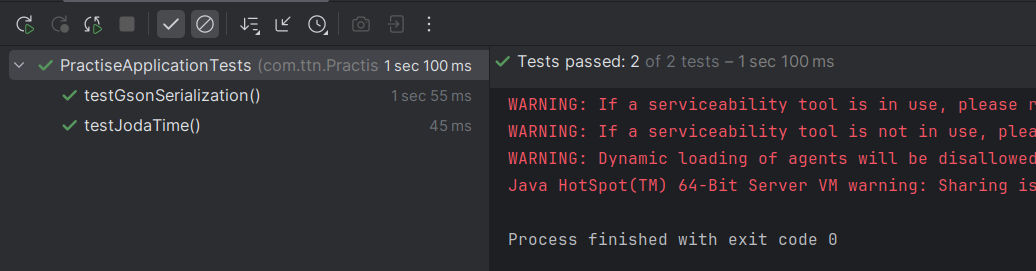 PractiseApplicationTests (com.ttn.Practis 1 sec 100 ms
testGsonSerialization() 1 sec 55 ms
testJodaTime() 45 ms
Tests passed: 2 of 2 tests – 1 sec 100 ms
WARNING: If a serviceability tool is in use, please r
WARNING: If a serviceability tool is not in use, plea
WARNING: Dynamic loading of agents will be disallowed
Java HotSpot(TM) 64-Bit Server VM warning: Sharing is
Process finished with exit code 0